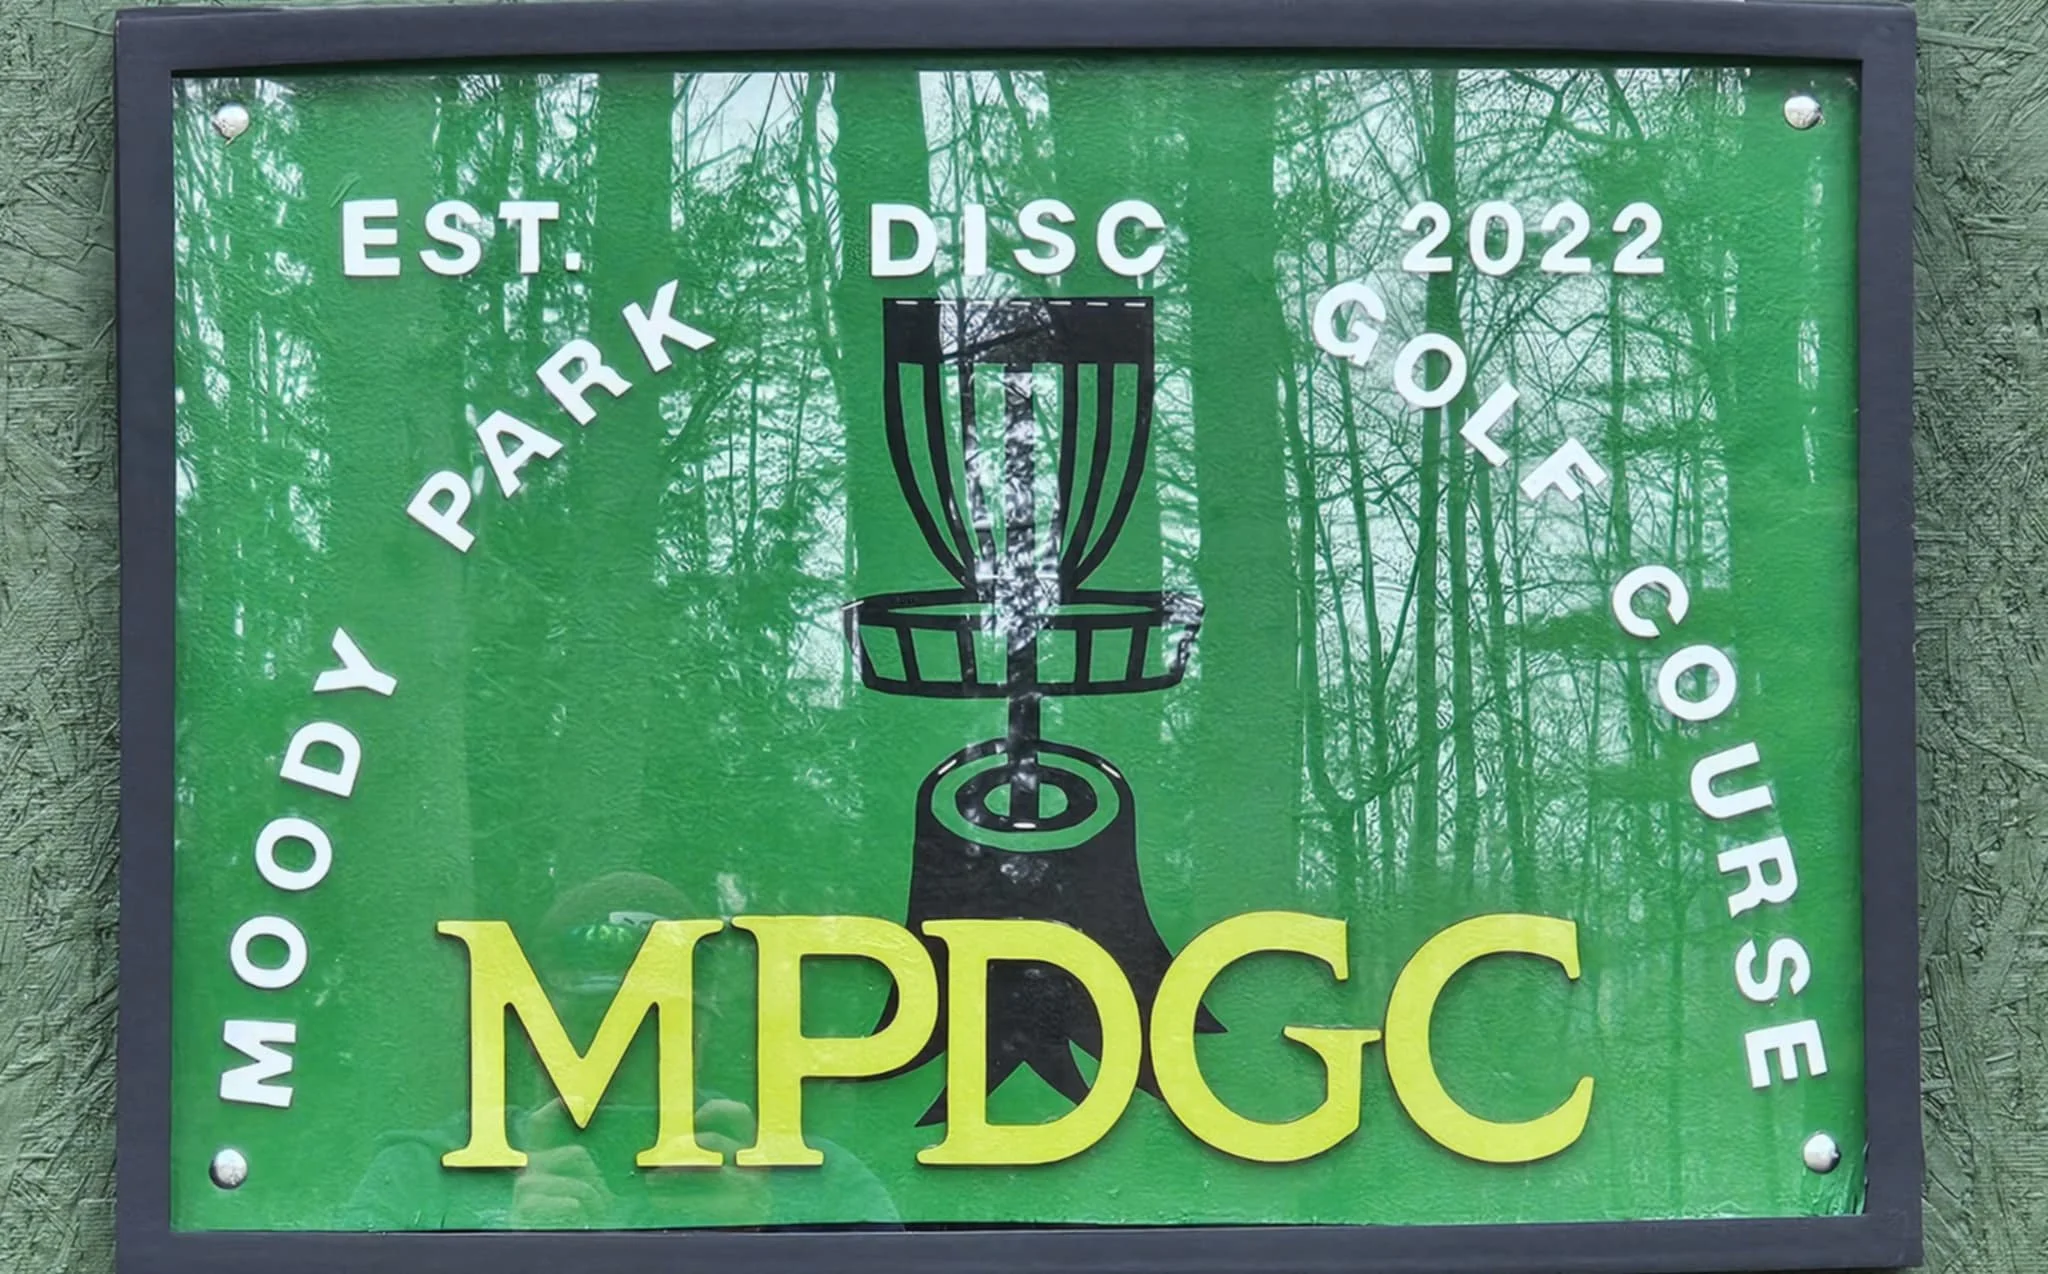 EST. 2022
MOODY PARK DISC GOLF COURSE
MPDGC